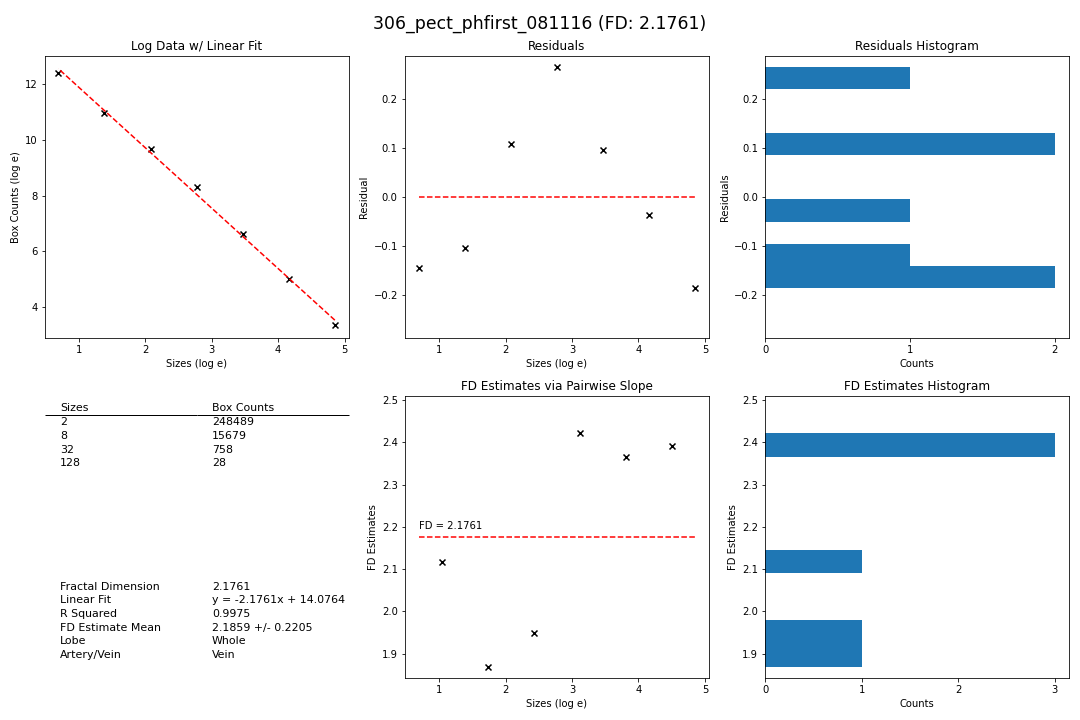 306_pect_phfirst_081116 (FD: 2.1761)
Log Data w/ Linear Fit
Box Counts (log e)
12
10
8
6
4
1 2 3 4 5
Sizes (log e)
Residuals
Residual
0.2
0.1
0.0
−0.1
−0.2
1 2 3 4 5
Sizes (log e)
Residuals Histogram
Residuals
0.2
0.1
0.0
−0.1
−0.2
0 1 2
Counts
Sizes Box Counts
2 248489
8 15679
32 758
128 28
Fractal Dimension 2.1761
Linear Fit y = -2.1761x + 14.0764
R Squared 0.9975
FD Estimate Mean 2.1859 +/- 0.2205
Lobe Whole
Artery/Vein Vein
FD Estimates via Pairwise Slope
FD Estimates
2.5
2.4
2.3
2.2
2.1
2.0
1.9
FD = 2.1761
1 2 3 4 5
Sizes (log e)
FD Estimates Histogram
FD Estimates
2.5
2.4
2.3
2.2
2.1
2.0
1.9
0 1 2 3
Counts